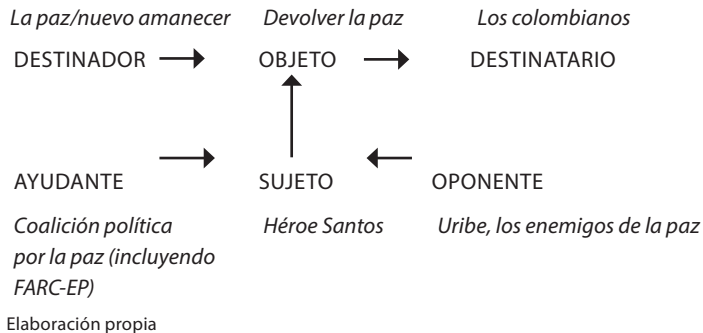 La paz/nuevo amanecer Devolver la paz Los colombianos
DESTINADOR OBJETO DESTINATARIO
AYUDANTE SUJETO OPONENTE
Coalición política Héroe Santos Uribe, los enemigos de la paz
por la paz (incluyendo
FARC-EP)
Elaboración propia